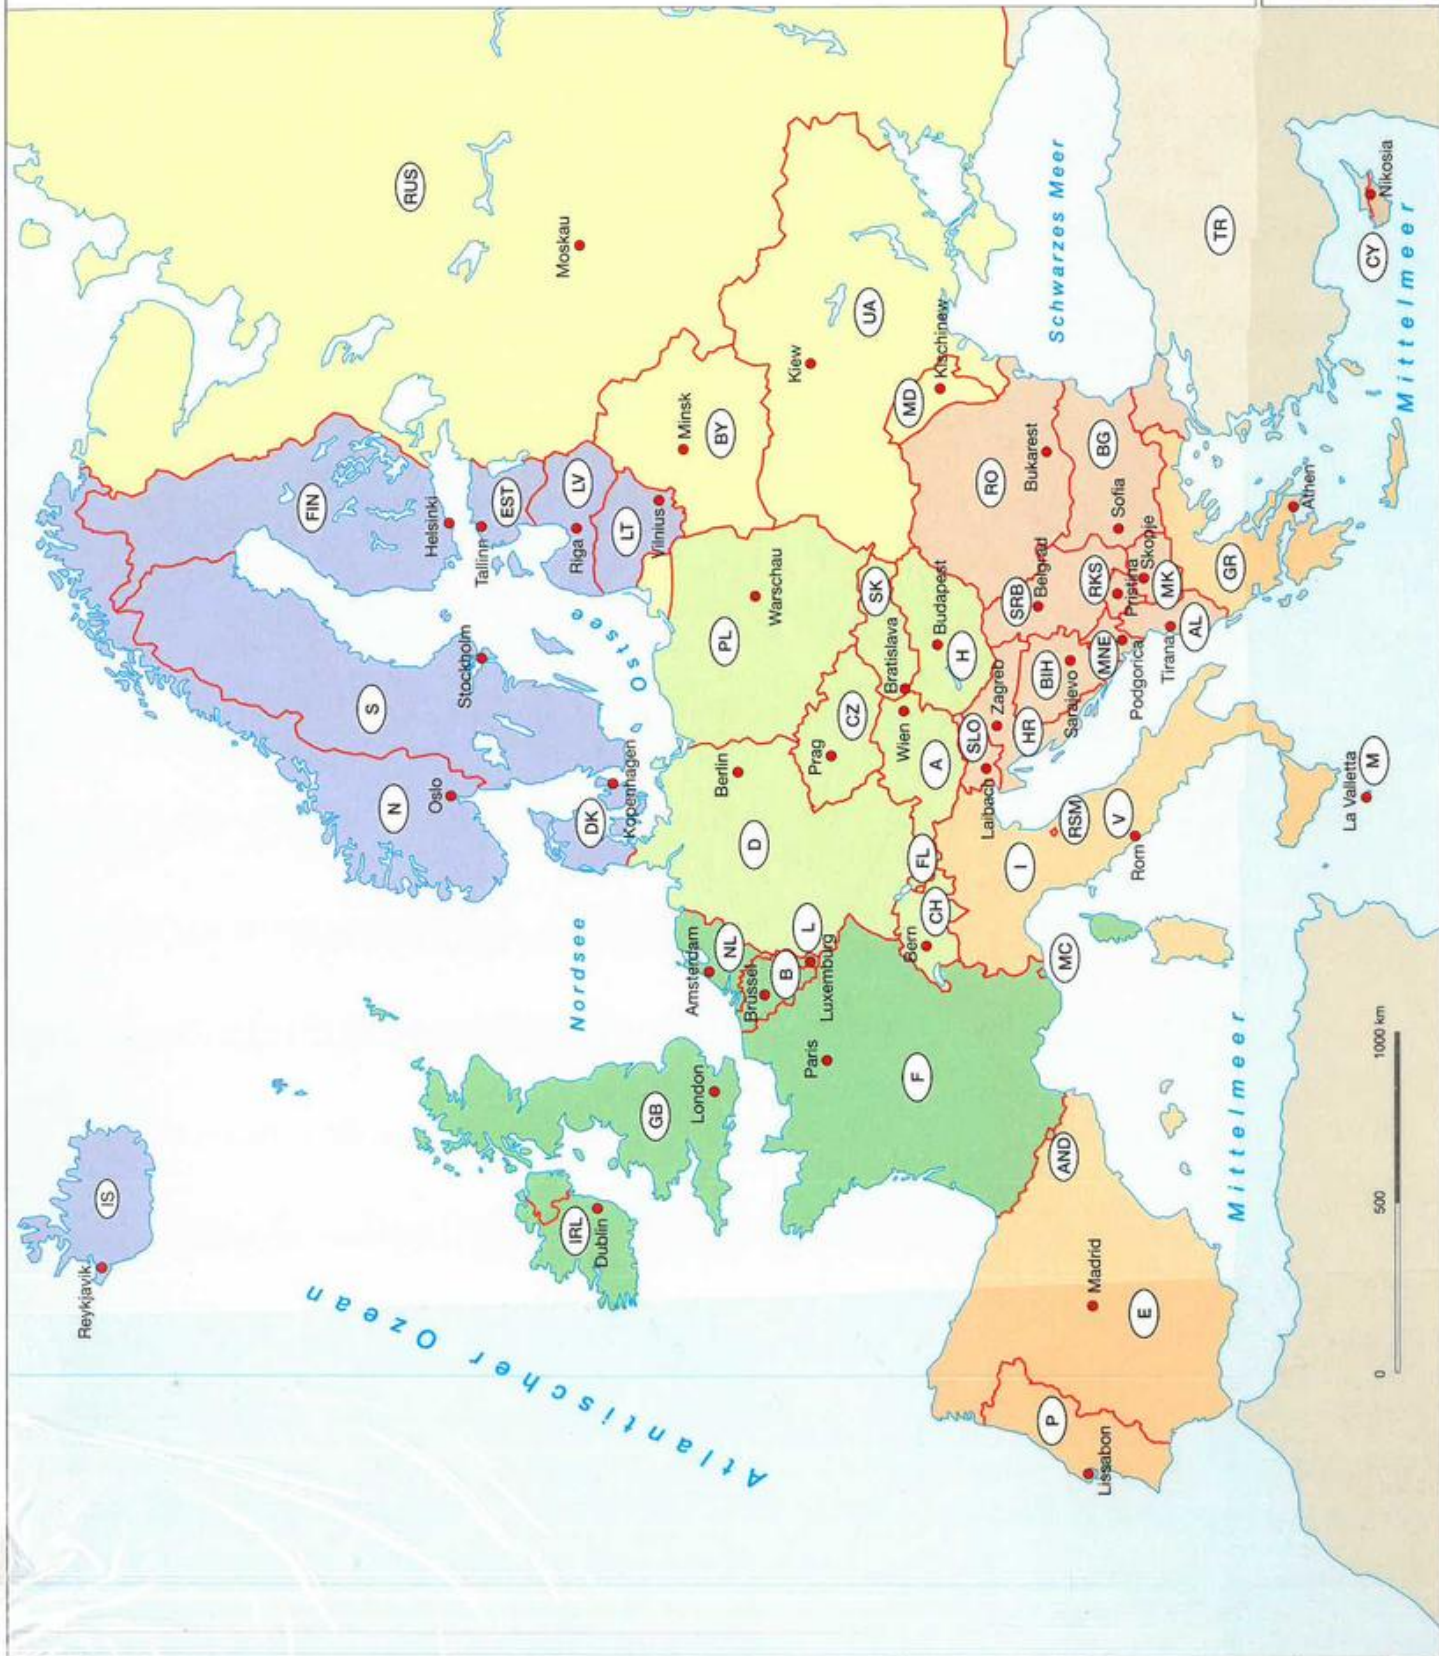 Reykjavik
IS
Atlantischer Ozean
FIN
S
N
RUS
Helsinki
Oslo
Stockholm
Tallinn
EST
Moskau
Riga
LV
Nordsee
Ostsee
DK
IRL
Dublin
Kopenhagen
LT
Vilnius
GB
London
Minsk
BY
Amsterdam
NL
PL
Berlin
D
Brüssel
B
Warschau
Kiew
L
Luxemburg
Paris
Prag
CZ
UA
SK
Bratislava
Wien
MD
Bern
F
FL
CH
A
Budapest
Kischinew
H
SLO
Laibach
Zagreb
RO
SRB
HR
I
Bukarest
Belgrad
BIH
P
Schwarzes Meer
AND
MC
Sarajevo
RSM
Madrid
RKS
MNE
BG
Lissabon
Sofia
V
Pristina
Podgorica
Rom
E
Skopje
MK
Tirana
AL
TR
GR
Mittelmeer
Athen
La Valletta
M
CY
Nikosia
0 500 1000 km
Mittelmeer